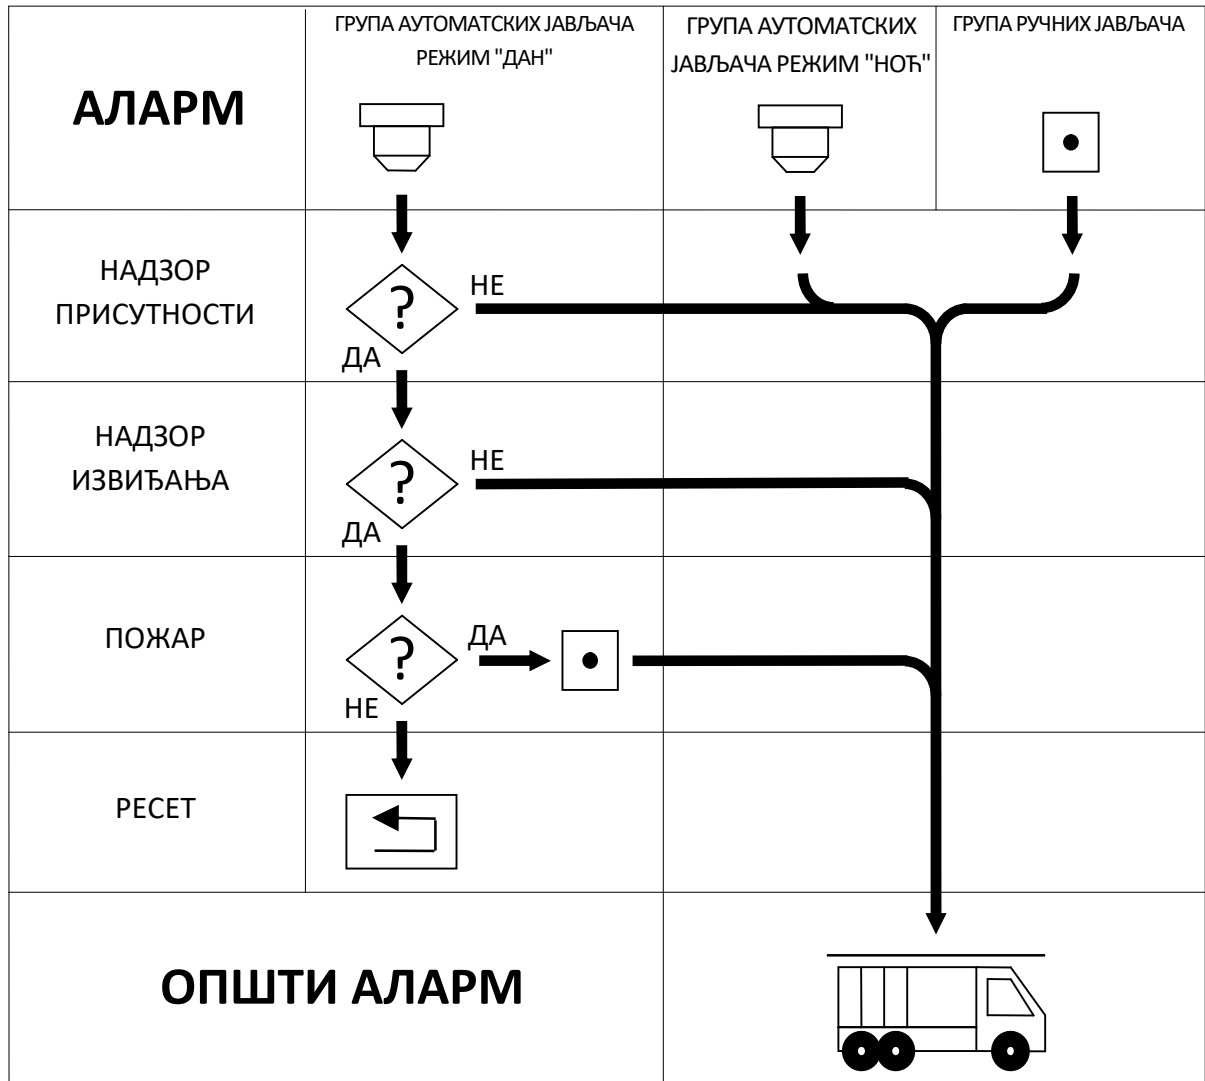 АЛАРМ
ГРУПА АУТОМАТСКИХ ЈАВЉАЧА
РЕЖИМ "ДАН"
ГРУПА АУТОМАТСКИХ
ЈАВЉАЧА РЕЖИМ "НОЋ"
ГРУПА РУЧНИХ ЈАВЉАЧА
НАДЗОР
ПРИСУТНОСТИ
?
НЕ
ДА
НАДЗОР
ИЗВИЂАЊА
?
НЕ
ДА
ПОЖАР
?
ДА
НЕ
РЕСЕТ
ОПШТИ АЛАРМ